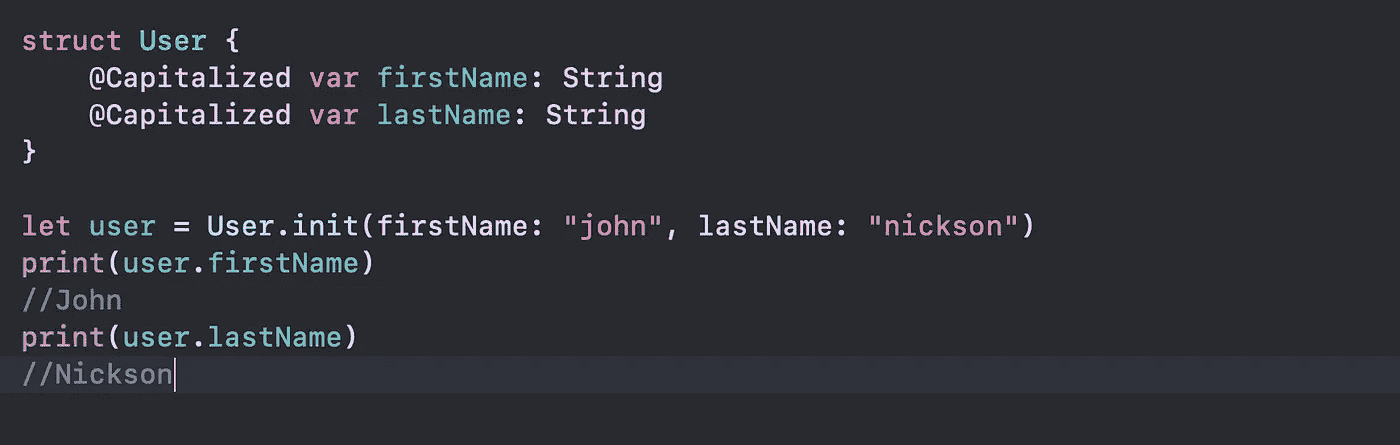 struct User {
    @Capitalized var firstName: String
    @Capitalized var lastName: String
}
let user = User.init(firstName: "john", lastName: "nickson")
print(user.firstName)
//John
print(user.lastName)
//Nickson